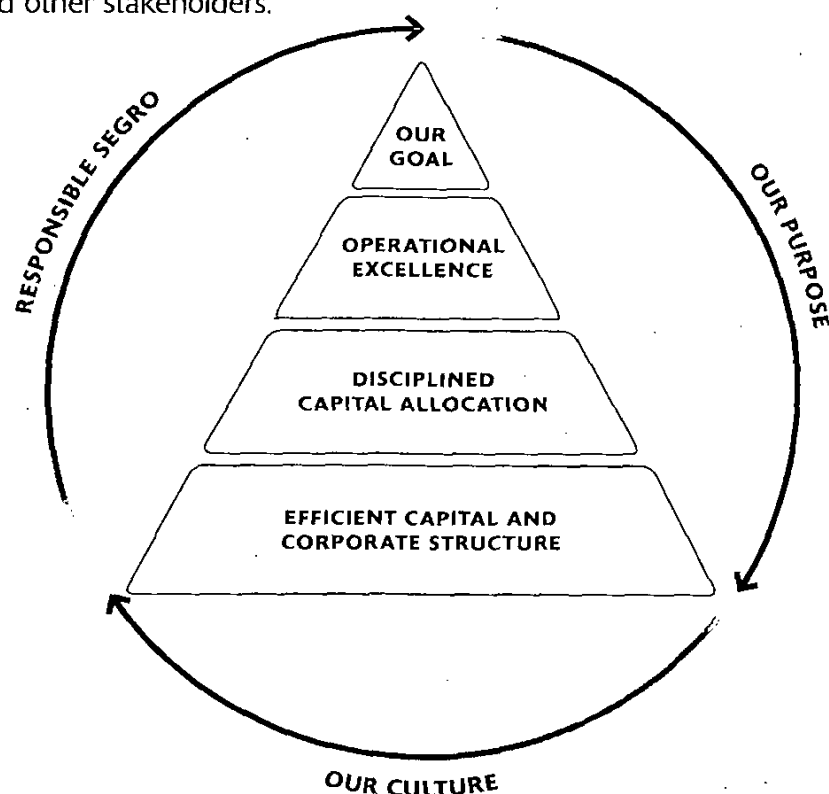 d other stakeholders.
RESPONSIBLE SEGRO
OUR PURPOSE
OUR
GOAL
OPERATIONAL
EXCELLENCE
DISCIPLINED
CAPITAL ALLOCATION
EFFICIENT CAPITAL AND
CORPORATE STRUCTURE
OUR CULTURE